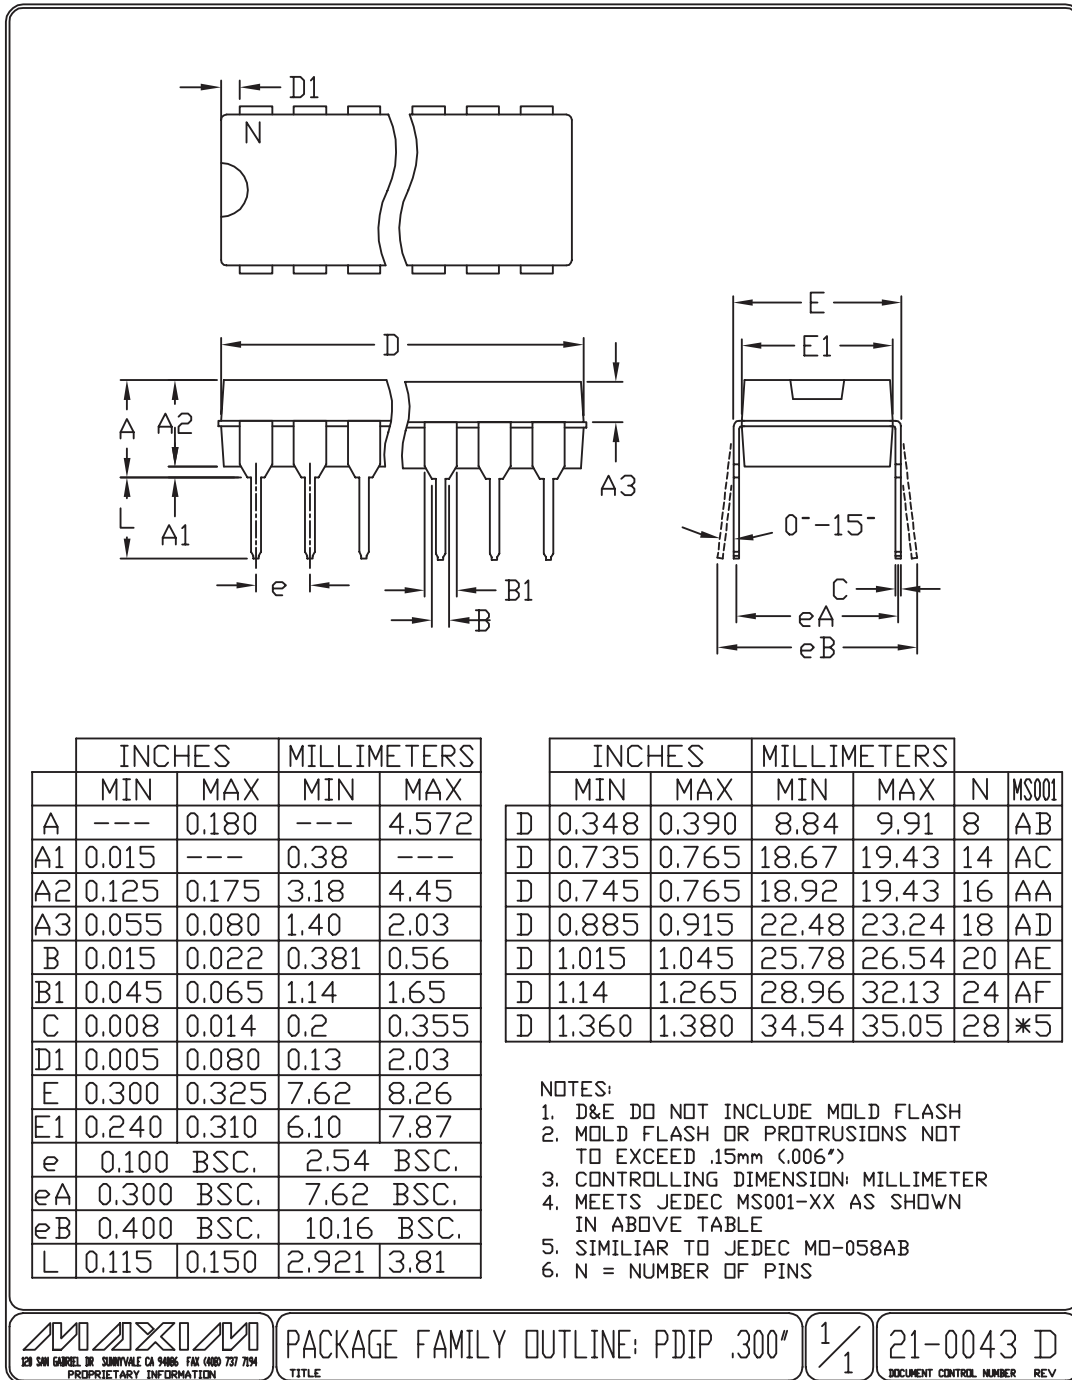 D1
N
E
D
E1
A
A2
A3
L
A1
0°-15°
e
B1
B
C
eA
eB
INCHES MILLIMETERS
MIN MAX MIN MAX
A --- 0.180 --- 4.572
A1 0.015 --- 0.38 ---
A2 0.125 0.175 3.18 4.45
A3 0.055 0.080 1.40 2.03
B 0.015 0.022 0.381 0.56
B1 0.045 0.065 1.14 1.65
C 0.008 0.014 0.2 0.355
D1 0.005 0.080 0.13 2.03
E 0.300 0.325 7.62 8.26
E1 0.240 0.310 6.10 7.87
e 0.100 BSC. 2.54 BSC.
eA 0.300 BSC. 7.62 BSC.
eB 0.400 BSC. 10.16 BSC.
L 0.115 0.150 2.921 3.81
INCHES MILLIMETERS
MIN MAX MIN MAX N MS001
D 0.348 0.390 8.84 9.91 8 AB
D 0.735 0.765 18.67 19.43 14 AC
D 0.745 0.765 18.92 19.43 16 AA
D 0.885 0.915 22.48 23.24 18 AD
D 1.015 1.045 25.78 26.54 20 AE
D 1.14 1.265 28.96 32.13 24 AF
D 1.360 1.380 34.54 35.05 28 *5
NOTES:
1. D&E DO NOT INCLUDE MOLD FLASH
2. MOLD FLASH OR PROTRUSIONS NOT
TO EXCEED .15mm (.006")
3. CONTROLLING DIMENSION: MILLIMETER
4. MEETS JEDEC MS001-XX AS SHOWN
IN ABOVE TABLE
5. SIMILIAR TO JEDEC MO-058AB
6. N = NUMBER OF PINS
MAXIM
120 SAN GABRIEL DR SUNNYVALE CA 94086 FAX (408) 737 7194
PROPRIETARY INFORMATION
PACKAGE FAMILY OUTLINE: PDIP .300"
TITLE
1/1
21-0043 D
DOCUMENT CONTROL NUMBER REV